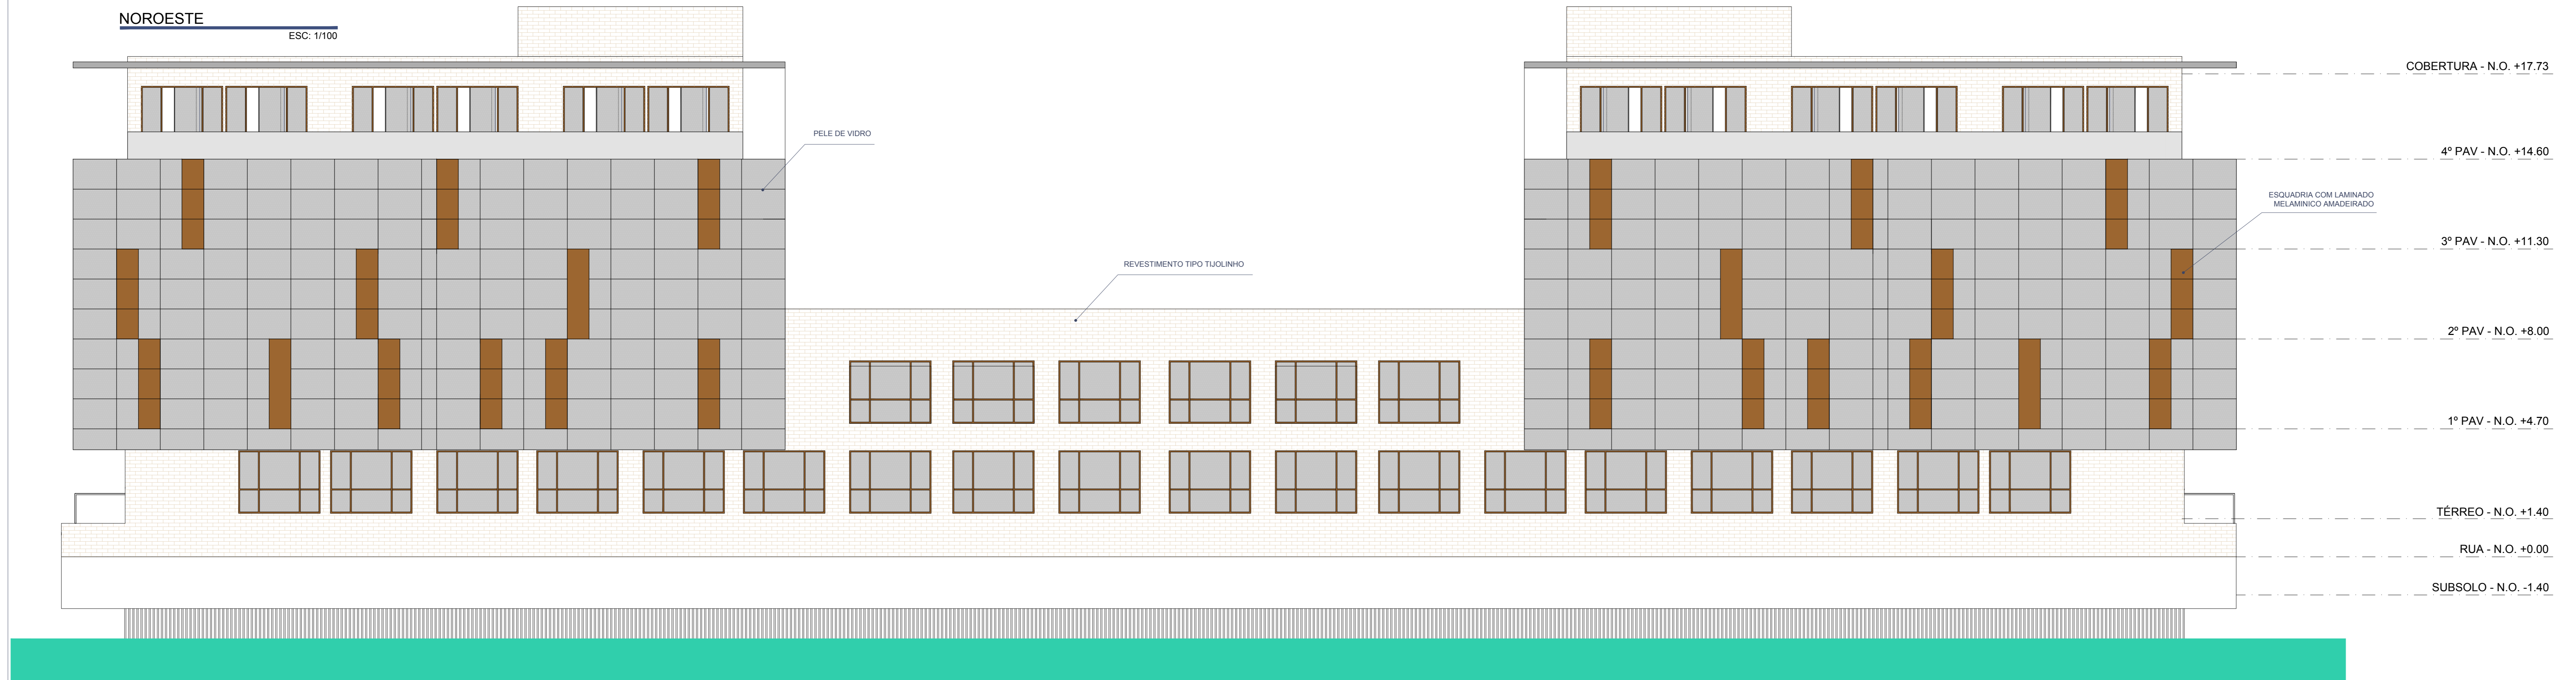 NOROESTE
ESC: 1/100
COBERTURA - N.O. +17.73
PELE DE VIDRO
4º PAV - N.O. +14.60
ESQUADRIA COM LAMINADO
MELAMINICO AMADEIRADO
3º PAV - N.O. +11.30
REVESTIMENTO TIPO TIJOLINHO
2º PAV - N.O. +8.00
1º PAV - N.O. +4.70
TÉRREO - N.O. +1.40
RUA - N.O. +0.00
SUBSOLO - N.O. -1.40